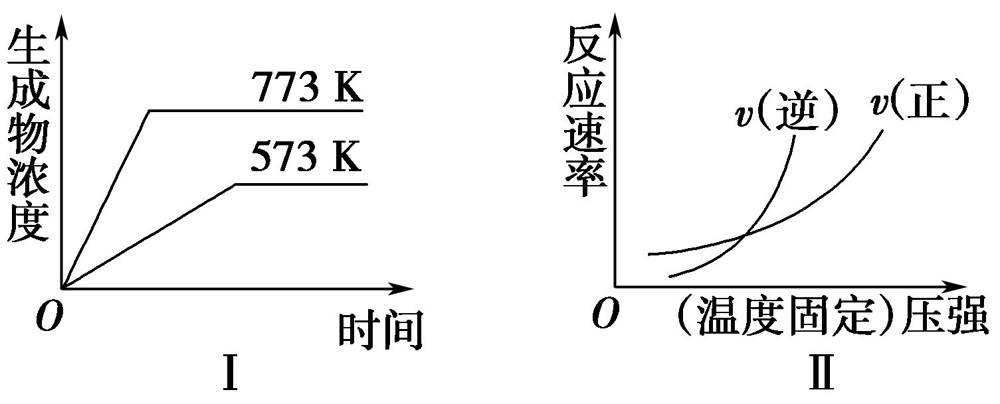 生成物浓度
773 K
573 K
O
时间
Ⅰ
反应速率
v(逆)
v(正)
O
(温度固定)压强
Ⅱ